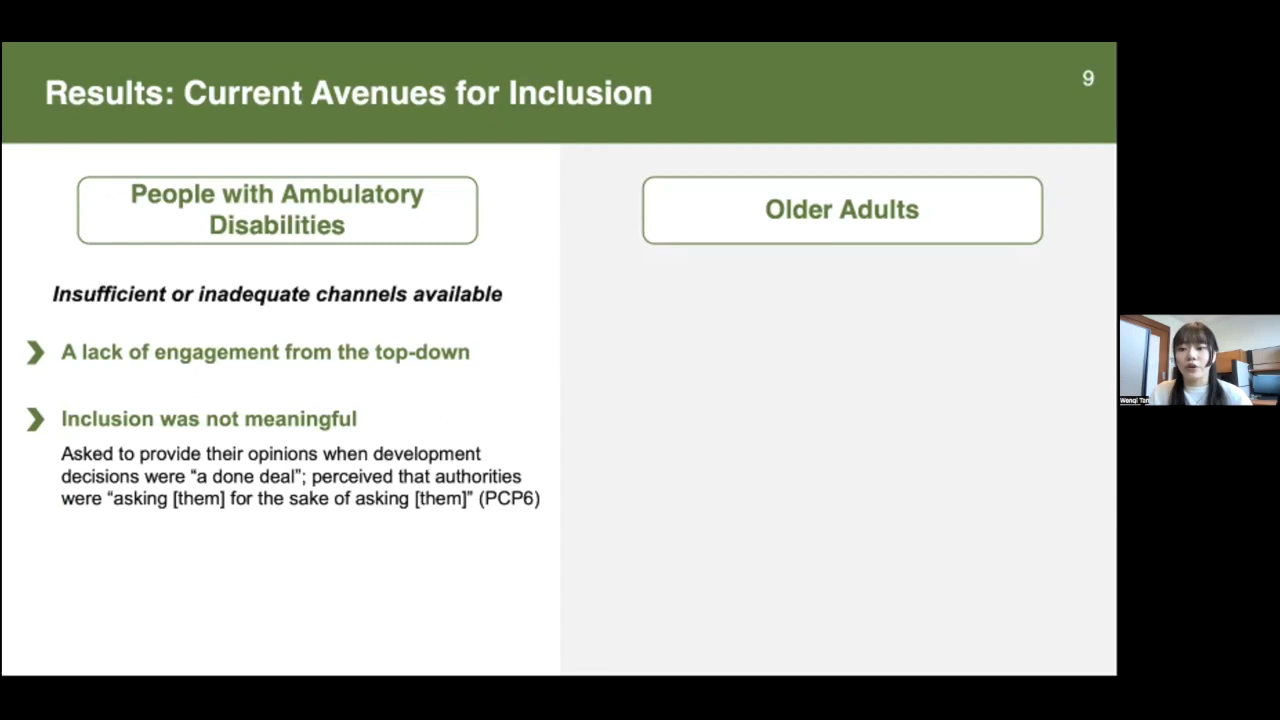 Results: Current Avenues for Inclusion
9
People with Ambulatory
Disabilities
Insufficient or inadequate channels available
A lack of engagement from the top-down
Inclusion was not meaningful
Asked to provide their opinions when development
decisions were “a done deal”; perceived that authorities
were “asking [them] for the sake of asking [them]” (PCP6)
Older Adults
Wenqi Tan